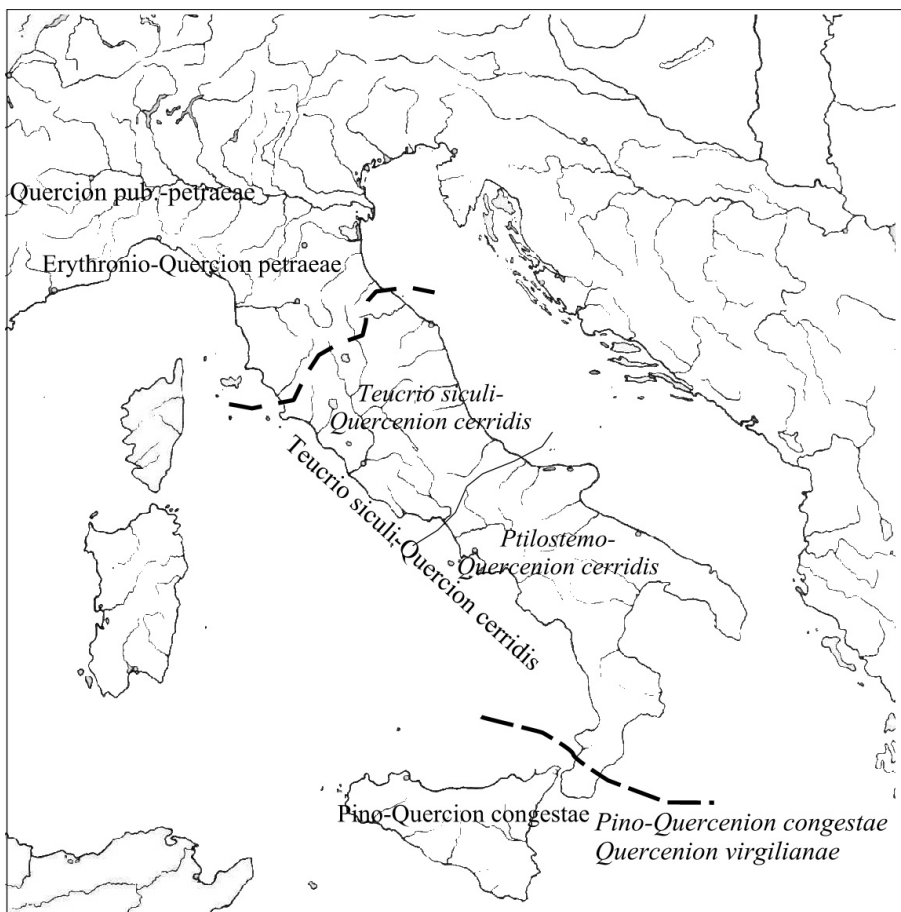 Quercion pub.-petraeae
Erythronio-Quercion petraeae
Teucrio siculi-
Quercenion cerridis
Teucrio siculi-Quercion cerridis
Ptilostemo-
Quercenion cerridis
Pino-Quercion congestae
Pino-Quercenion congestae
Quercenion virgilianae